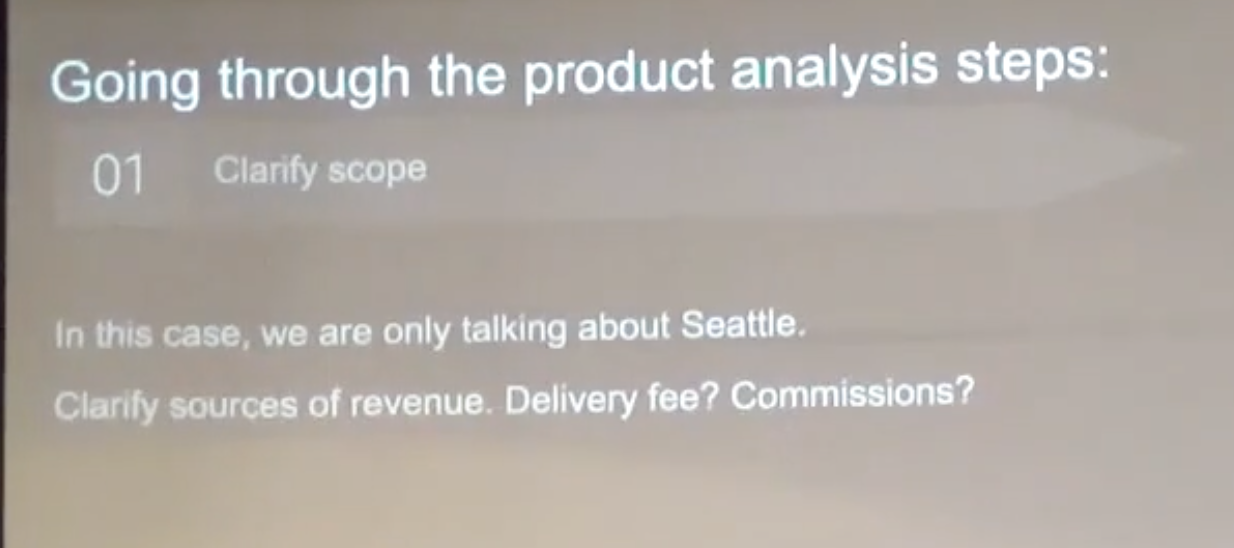 Going through the product analysis steps:
01 Clarify scope
In this case, we are only talking about Seattle.
Clarify sources of revenue. Delivery fee? Commissions?